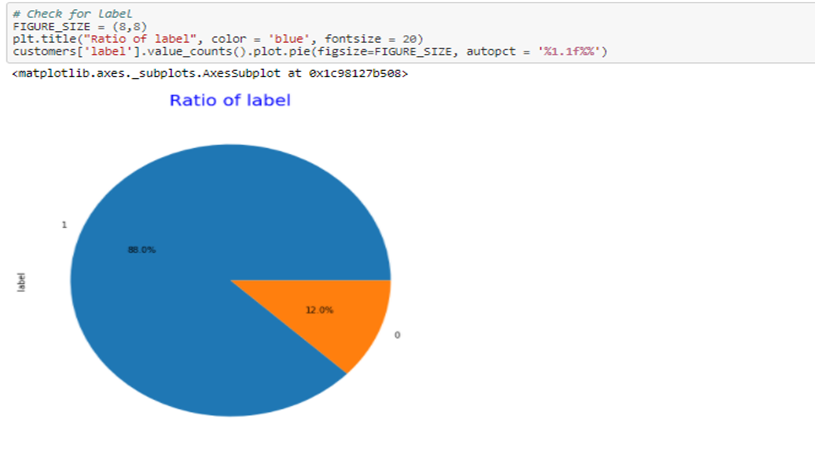 # Check for Label
FIGURE_SIZE = (8,8)
plt.title("Ratio of label", color = 'blue', fontsize = 20)
customers['label'].value_counts().plot.pie(figsize=FIGURE_SIZE, autopct = '%1.1f%%')
<matplotlib.axes._subplots.AxesSubplot at 0x1c98127b508>
Ratio of label
1
88.0%
label
12.0%
0